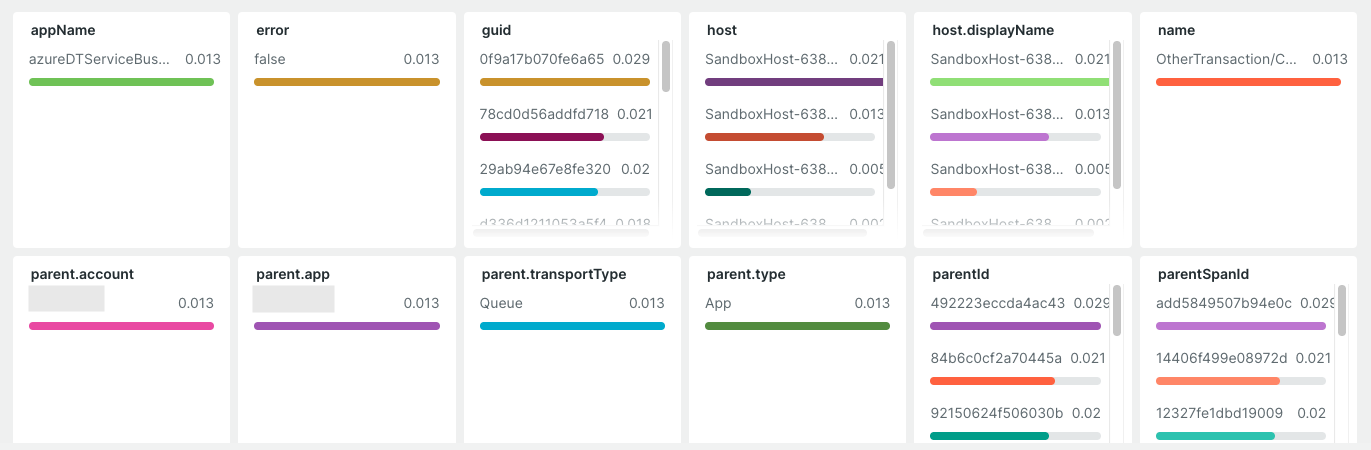 appName
azureDTServiceBus... 0.013
error
false 0.013
guid
0f9a17b070fe6a65 0.029
78cd0d56addfd718 0.021
29ab94e67e8fe320 0.02
d336d1211053a5f4 0.018
host
SandboxHost-638... 0.021
SandboxHost-638... 0.013
SandboxHost-638... 0.005
SandboxHost-638... 0.002
host.displayName
SandboxHost-638... 0.021
SandboxHost-638... 0.013
SandboxHost-638... 0.005
SandboxHost-638... 0.002
name
OtherTransaction/C... 0.013
parent.account
0.013
parent.app
0.013
parent.transportType
Queue 0.013
parent.type
App 0.013
parentId
492223eccda4ac43 0.029
84b6c0cf2a70445a 0.021
92150624f506030b 0.02
parentSpanId
add5849507b94e0c 0.029
14406f499e08972d 0.021
12327fe1dbd19009 0.02